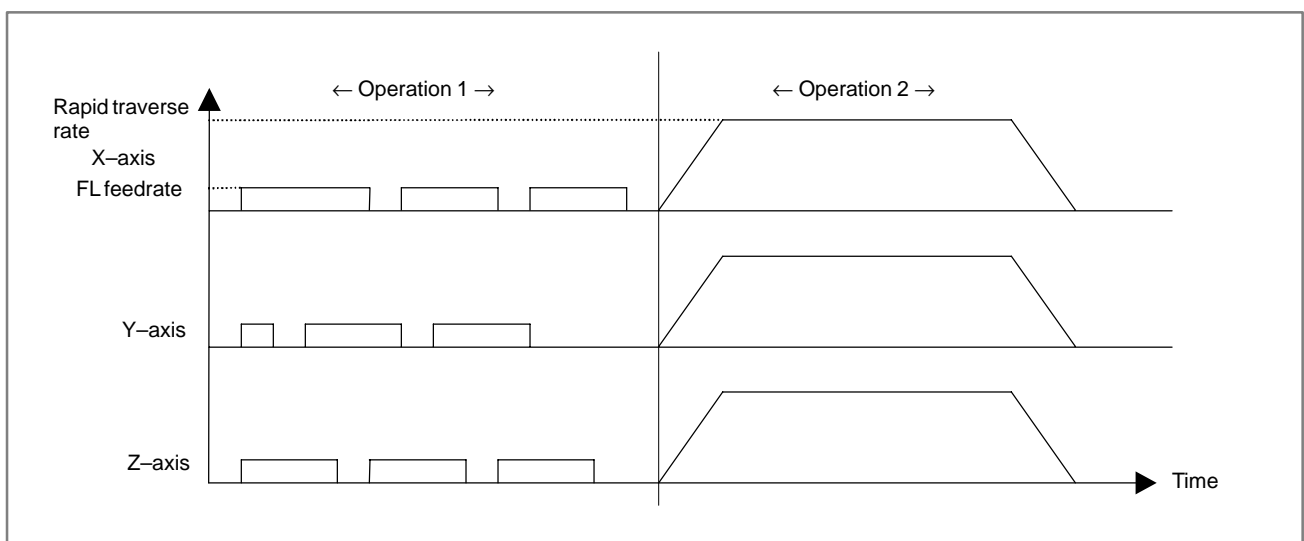 ← Operation 1 →
← Operation 2 →
Rapid traverse
rate
X–axis
FL feedrate
Y–axis
Z–axis
Time